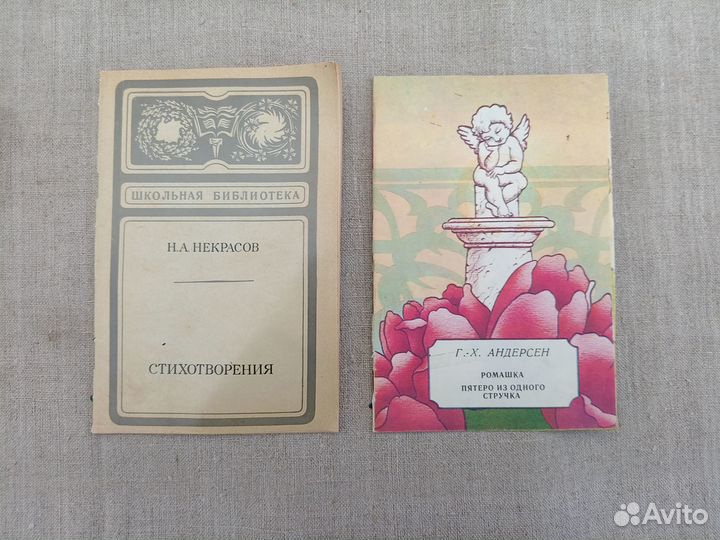 ШКОЛЬНАЯ БИБЛИОТЕКА
Н.А. НЕКРАСОВ
СТИХОТВОРЕНИЯ
Г.-Х. АНДЕРСЕН
РОМАШКА
ПЯТЕРО ИЗ ОДНОГО
СТРУЧКА
Avito